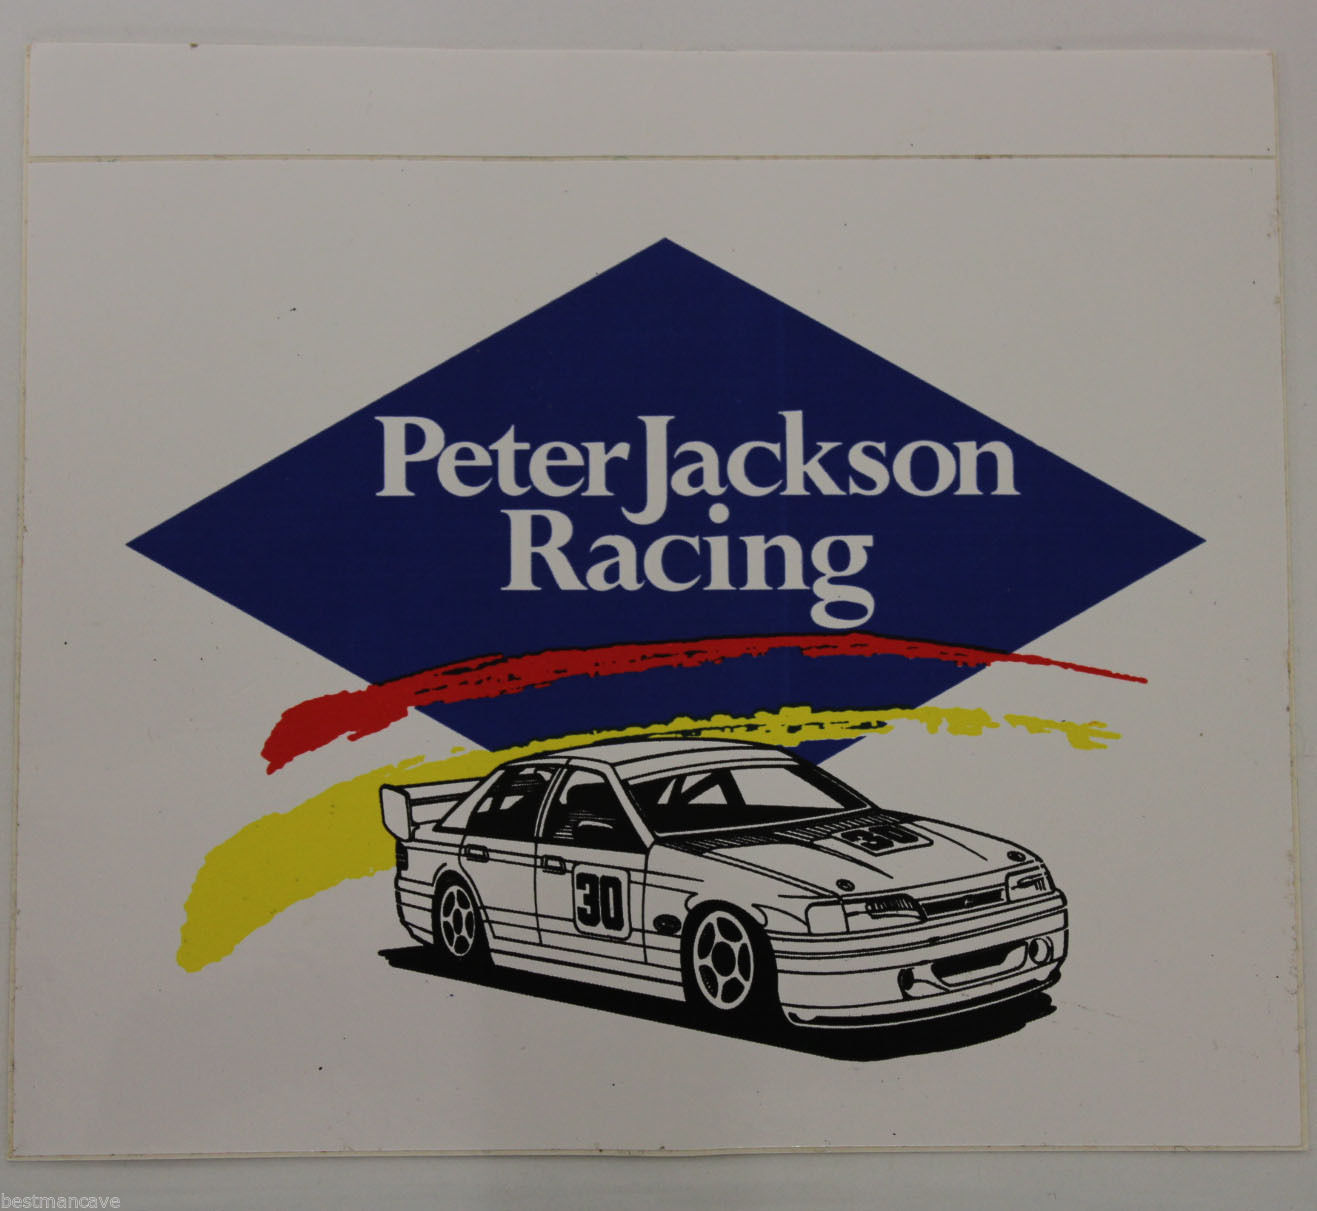 Peter Jackson
Racing
30
30
bestmancave